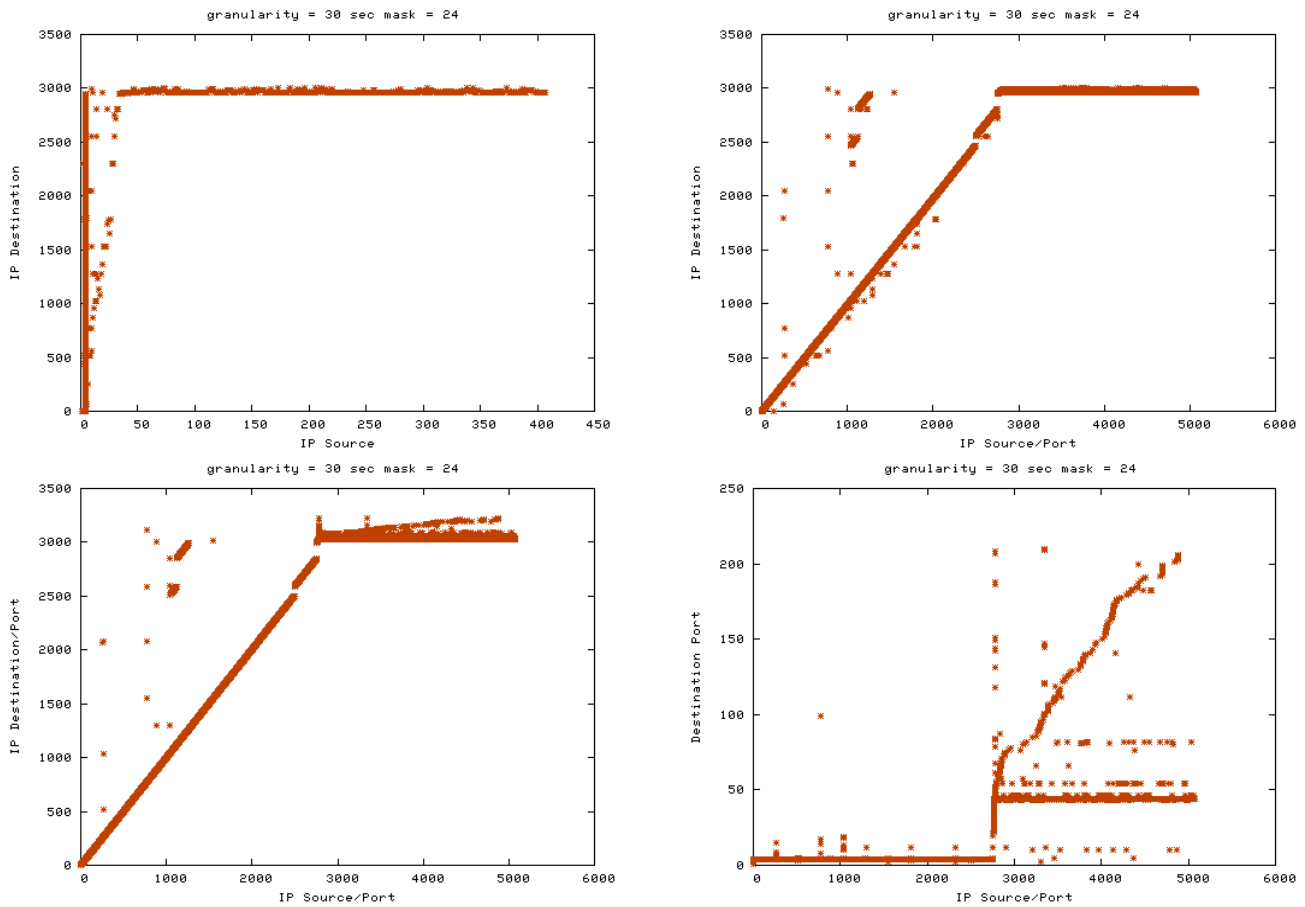 granularity = 30 sec mask = 24
3500
3000
2500
2000
1500
1000
500
0
IP Destination
0 50 100 150 200 250 300 350 400 450
IP Source
granularity = 30 sec mask = 24
3500
3000
2500
2000
1500
1000
500
0
IP Destination
0 1000 2000 3000 4000 5000 6000
IP Source/Port
granularity = 30 sec mask = 24
3500
3000
2500
2000
1500
1000
500
0
IP Destination/Port
0 1000 2000 3000 4000 5000 6000
IP Source/Port
granularity = 30 sec mask = 24
250
200
150
100
50
0
Destination Port
0 1000 2000 3000 4000 5000 6000
IP Source/Port